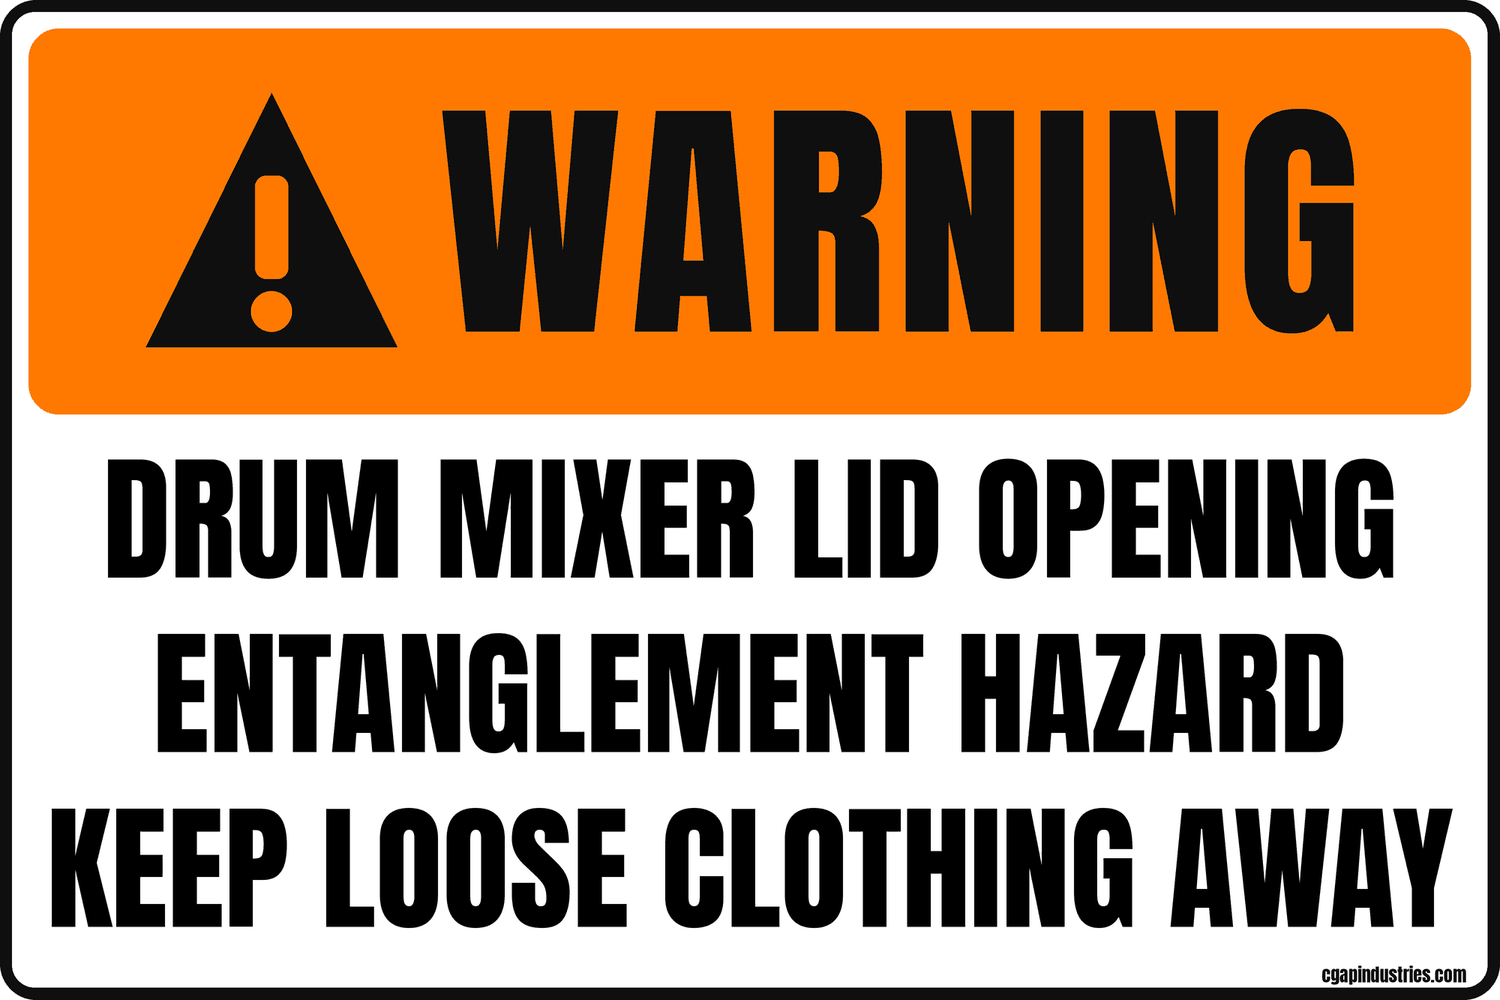 WARNING
DRUM MIXER LID OPENING
ENTANGLEMENT HAZARD
KEEP LOOSE CLOTHING AWAY
cgapindustries.com